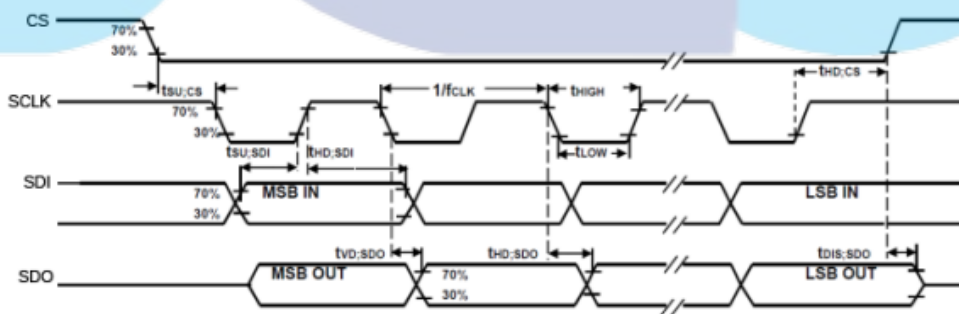 CS
70%
30%
tHD;CS
tSU;CS
1/fCLK
tHIGH
SCLK
70%
30%
tSU;SDI
tHD;SDI
tLOW
SDI
70%
MSB IN
LSB IN
30%
tVD;SDO
tHD;SDO
tDIS;SDO
SDO
MSB OUT
70%
LSB OUT
30%